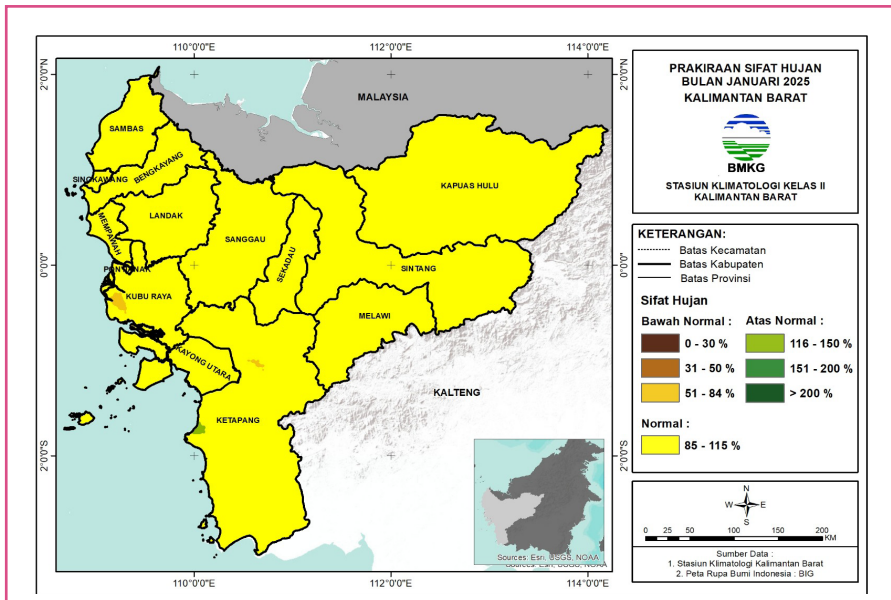 110°0'0"E
112°0'0"E
114°0'0"E
2°0'0"N
2°0'0"N
0°0'0"
0°0'0"
2°0'0"S
2°0'0"S
110°0'0"E
112°0'0"E
114°0'0"E
MALAYSIA
SAMBAS
SINGKAWANG
BENGKAYANG
KAPUAS HULU
LANDAK
MEMPAWAH
SANGGAU
SEKADAU
SINTANG
KUBU RAYA
MELAWI
KAYONG UTARA
KALTENG
KETAPANG
Sources: Esri, USGS, NOAA
Sources: Esri, USGS, NOAA
PRAKIRAAN SIFAT HUJAN
BULAN JANUARI 2025
KALIMANTAN BARAT
BMKG
STASIUN KLIMATOLOGI KELAS II
KALIMANTAN BARAT
KETERANGAN:
Batas Kecamatan
Batas Kabupaten
Batas Provinsi
Sifat Hujan
Bawah Normal :
Atas Normal :
0 - 30 %
116 - 150 %
31 - 50 %
151 - 200 %
51 - 84 %
> 200 %
Normal :
85 - 115 %
N
W E
S
0 25 50 100 150 200
KM
Sumber Data :
1. Stasiun Klimatologi Kalimantan Barat
2. Peta Rupa Bumi Indonesia : BIG